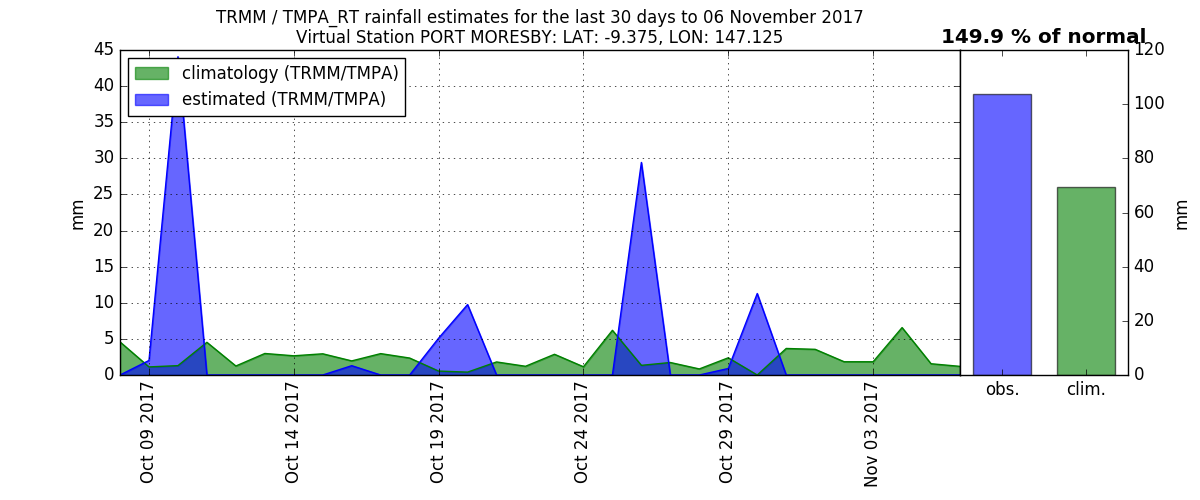 TRMM / TMPA_RT rainfall estimates for the last 30 days to 06 November 2017
Virtual Station PORT MORESBY: LAT: -9.375, LON: 147.125
149.9 % of normal
climatology (TRMM/TMPA)
estimated (TRMM/TMPA)
45
40
35
30
25
20
15
10
5
0
mm
Oct 09 2017
Oct 14 2017
Oct 19 2017
Oct 24 2017
Oct 29 2017
Nov 03 2017
120
100
80
60
40
20
0
mm
obs.
clim.